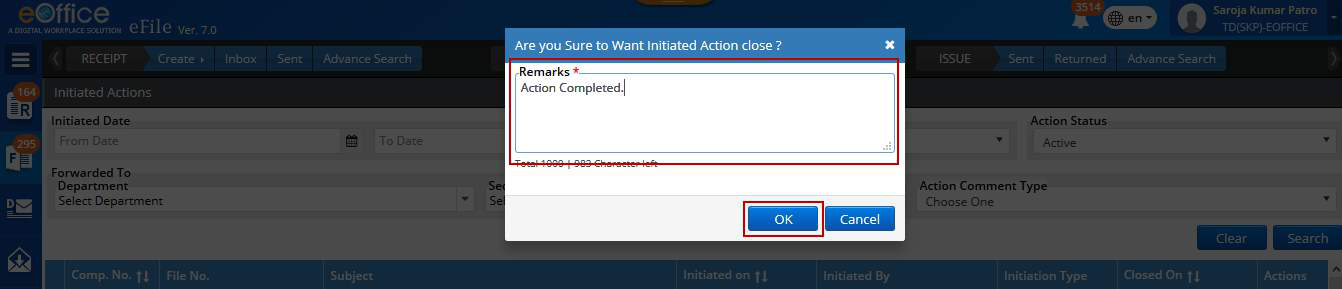 eOffice
A DIGITAL WORKPLACE SOLUTION eFile Ver. 7.0
3514
en
Saroja Kumar Patro
TD(SKP)-EOFFICE
Are you Sure to Want Initiated Action close ?
RECEIPT Create Inbox Sent Advance Search
ISSUE Sent Returned Advance Search
Remarks *
Action Completed.
Total 1000 | 983 Character left
OK Cancel
164
R
295
F
D
Initiated Actions
Initiated Date
From Date To Date
Action Status
Active
Forwarded To
Department
Select Department
Action Comment Type
Choose One
Clear Search
Comp. No. File No. Subject Initiated on Initiated By Initiation Type Closed On Actions